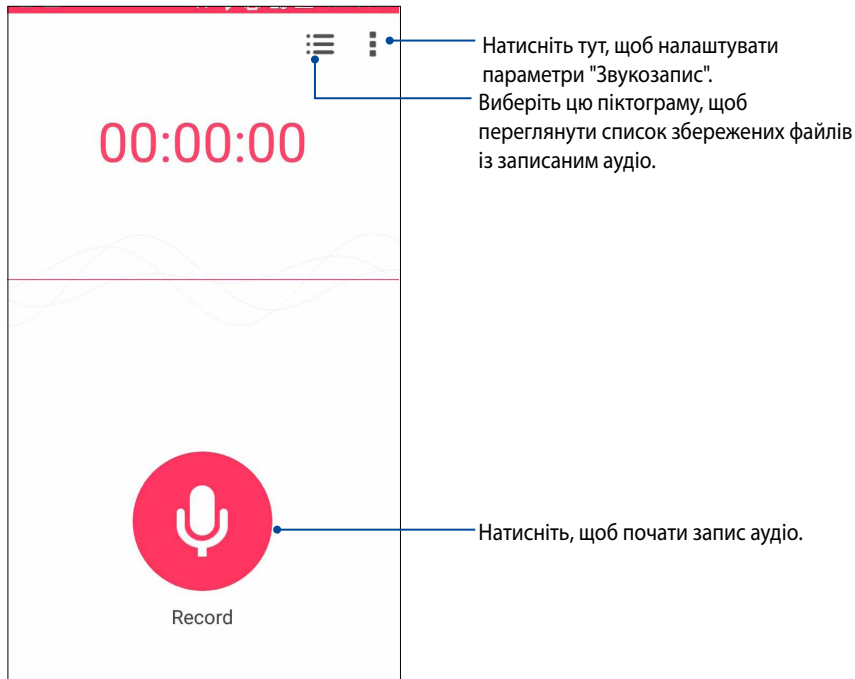 Натисніть тут, щоб налаштувати
параметри "Звукозапис".
Виберіть цю піктограму, щоб
переглянути список збережених файлів
із записаним аудіо.
00:00:00
Натисніть, щоб почати запис аудіо.
Record